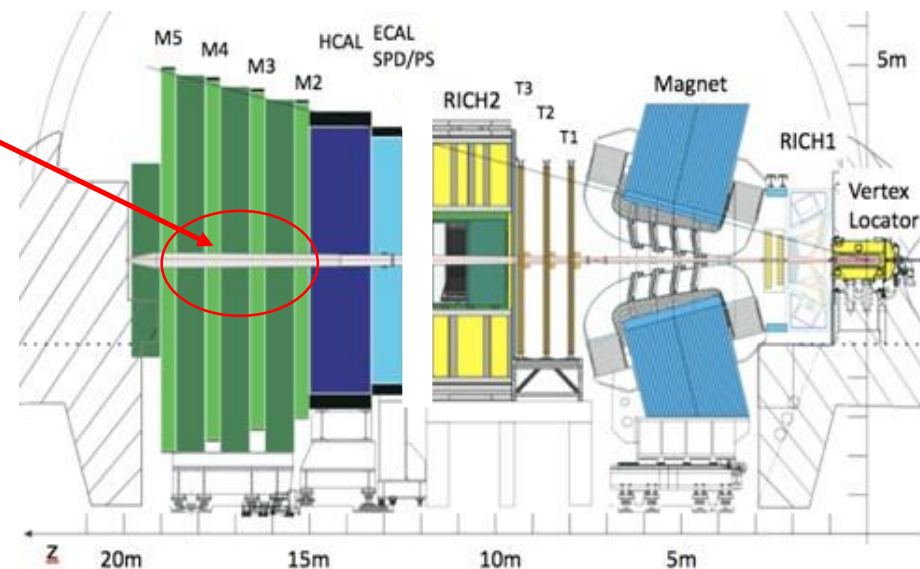 M5
M4
M3
M2
HCAL
ECAL
SPD/PS
RICH2
T3
T2
T1
Magnet
RICH1
Vertex
Locator
5m
z 20m 15m 10m 5m